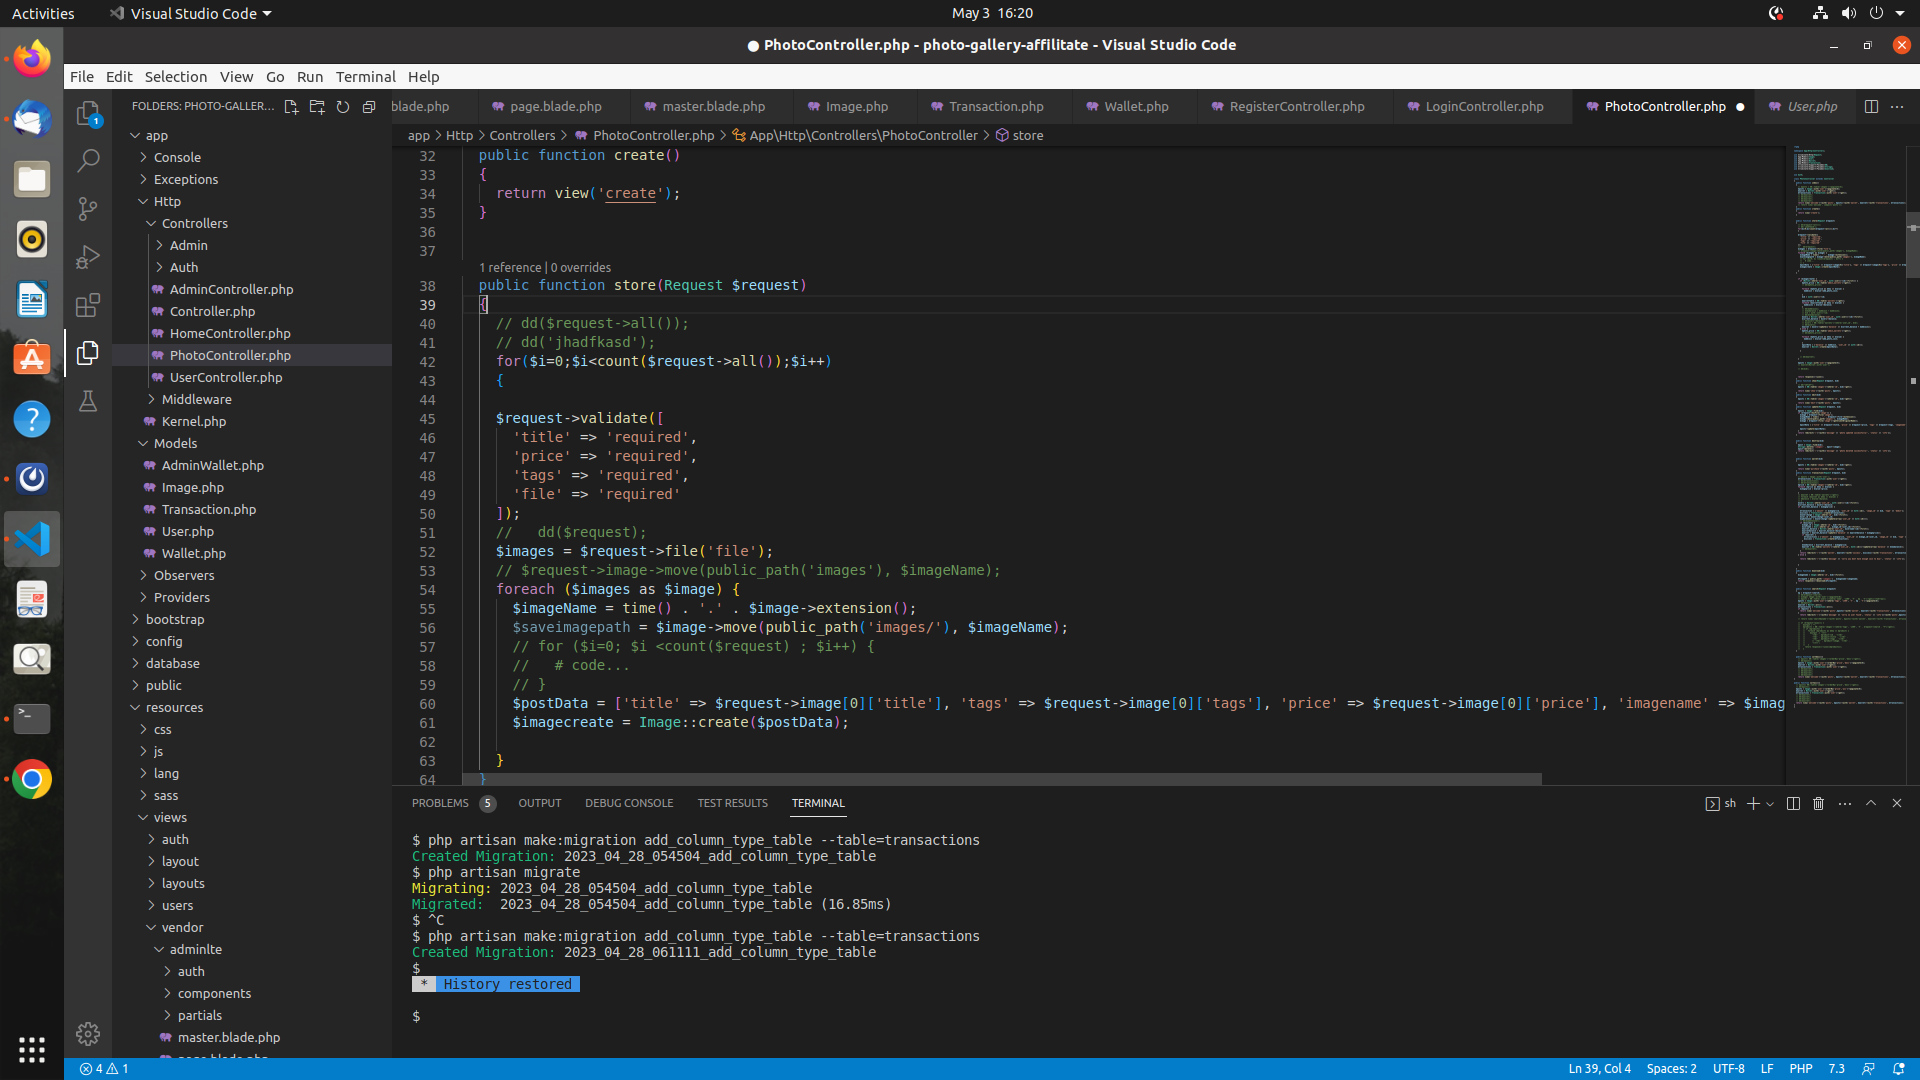 Activities
Visual Studio Code
May 3 16:20
● PhotoController.php - photo-gallery-affilitate - Visual Studio Code
File Edit Selection View Go Run Terminal Help
FOLDERS: PHOTO-GALLER...
1
app
Console
Exceptions
Http
Controllers
Admin
Auth
AdminController.php
Controller.php
HomeController.php
PhotoController.php
UserController.php
Middleware
Kernel.php
Models
AdminWallet.php
Image.php
Transaction.php
User.php
Wallet.php
Observers
Providers
bootstrap
config
database
public
resources
css
js
lang
sass
views
auth
layout
layouts
users
vendor
adminlte
auth
components
partials
master.blade.php
blade.php page.blade.php master.blade.php Image.php Transaction.php Wallet.php RegisterController.php LoginController.php PhotoController.php ● User.php
app > Http > Controllers > PhotoController.php > App\Http\Controllers\PhotoController > store
32 public function create()
33 {
34 return view('create');
35 }
36
37
1 reference | 0 overrides
38 public function store(Request $request)
39 {
40 // dd($request->all());
41 // dd('jhadfkasd');
42 for($i=0;$i<count($request->all());$i++)
43 {
44
45 $request->validate([
46 'title' => 'required',
47 'price' => 'required',
48 'tags' => 'required',
49 'file' => 'required'
50 ]);
51 //   dd($request);
52 $images = $request->file('file');
53 // $request->image->move(public_path('images'), $imageName);
54 foreach ($images as $image) {
55 $imageName = time() . '.' . $image->extension();
56 $saveimagepath = $image->move(public_path('images/'), $imageName);
57 // for ($i=0; $i <count($request) ; $i++) {
58 //   # code...
59 // }
60 $postData = ['title' => $request->image[0]['title'], 'tags' => $request->image[0]['tags'], 'price' => $request->image[0]['price'], 'imagename' => $imag
61 $imagecreate = Image::create($postData);
62
63 }
64 }
PROBLEMS 5 OUTPUT DEBUG CONSOLE TEST RESULTS TERMINAL
sh
$ php artisan make:migration add_column_type_table --table=transactions
Created Migration: 2023_04_28_054504_add_column_type_table
$ php artisan migrate
Migrating: 2023_04_28_054504_add_column_type_table
Migrated:  2023_04_28_054504_add_column_type_table (16.85ms)
$ ^C
$ php artisan make:migration add_column_type_table --table=transactions
Created Migration: 2023_04_28_061111_add_column_type_table
$
* History restored
$
4 1
Ln 39, Col 4 Spaces: 2 UTF-8 LF PHP 7.3